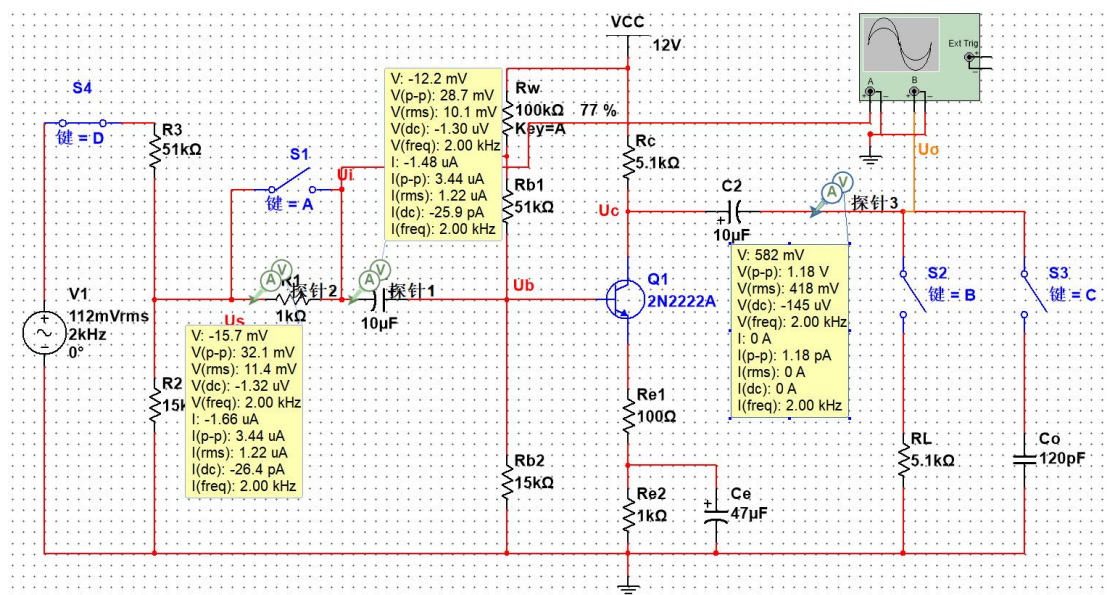 VCC
12V
Ext Trig
A
B
S4
键 = D
R3
51kΩ
S1
键 = A
Ui
V: -12.2 mV
V(p-p): 28.7 mV
V(rms): 10.1 mV
V(dc): -1.30 uV
V(freq): 2.00 kHz
I: -1.48 uA
I(p-p): 3.44 uA
I(rms): 1.22 uA
I(dc): -25.9 pA
I(freq): 2.00 kHz
Rw
100kΩ 77 %
Key=A
Rb1
51kΩ
Rc
5.1kΩ
Uo
Uc
C2
10µF
A
V
探针3
V: 582 mV
V(p-p): 1.18 V
V(rms): 418 mV
V(dc): -145 uV
V(freq): 2.00 kHz
I: 0 A
I(p-p): 1.18 pA
I(rms): 0 A
I(dc): 0 A
I(freq): 2.00 kHz
S2
键 = B
S3
键 = C
V1
112mVrms
2kHz
0°
Us
A
V
R1
探针2
1kΩ
A
V
探针1
10µF
Ub
Q1
2N2222A
V: -15.7 mV
V(p-p): 32.1 mV
V(rms): 11.4 mV
V(dc): -1.32 uV
V(freq): 2.00 kHz
I: -1.66 uA
I(p-p): 3.44 uA
I(rms): 1.22 uA
I(dc): -26.4 pA
I(freq): 2.00 kHz
R2
Re1
100Ω
Rb2
15kΩ
Re2
1kΩ
Ce
47µF
RL
5.1kΩ
Co
120pF